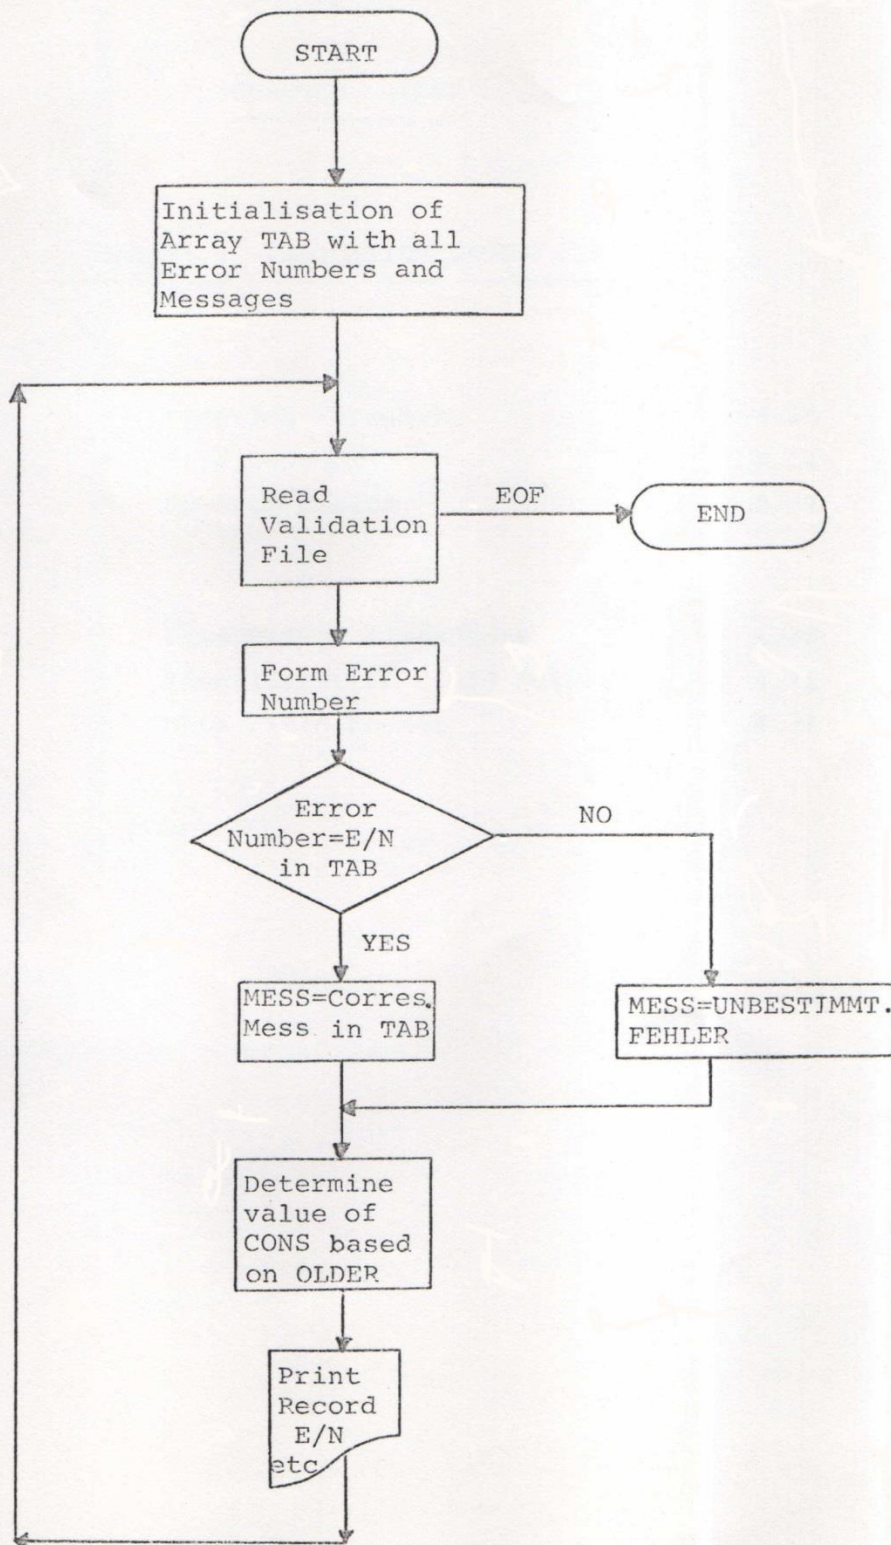 START
Initialisation of
Array TAB with all
Error Numbers and
Messages
Read
Validation
File
EOF
END
Form Error
Number
Error
Number=E/N
in TAB
NO
YES
MESS=Corres.
Mess in TAB
MESS=UNBESTIMMT.
FEHLER
Determine
value of
CONS based
on OLDER
Print
Record
E/N
etc